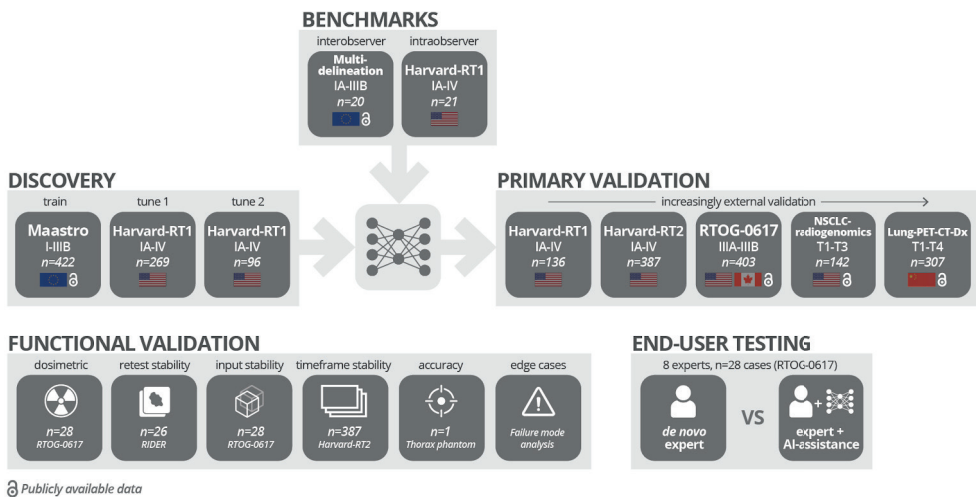 BENCHMARKS
interobserver
intraobserver
Multi-
delineation
IA-IIIB
n=20
Harvard-RT1
IA-IV
n=21
DISCOVERY
train
tune 1
tune 2
Maastro
I-IIIB
n=422
Harvard-RT1
IA-IV
n=269
Harvard-RT1
IA-IV
n=96
PRIMARY VALIDATION
increasingly external validation
Harvard-RT1
IA-IV
n=136
Harvard-RT2
IA-IV
n=387
RTOG-0617
IIIA-IIIB
n=403
NSCLC-
radiogenomics
T1-T3
n=142
Lung-PET-CT-Dx
T1-T4
n=307
FUNCTIONAL VALIDATION
dosimetric
n=28
RTOG-0617
retest stability
n=26
RIDER
input stability
n=28
RTOG-0617
timeframe stability
n=387
Harvard-RT2
accuracy
n=1
Thorax phantom
edge cases
Failure mode
analysis
END-USER TESTING
8 experts, n=28 cases (RTOG-0617)
de novo
expert
VS
+
expert +
AI-assistance
Publicly available data